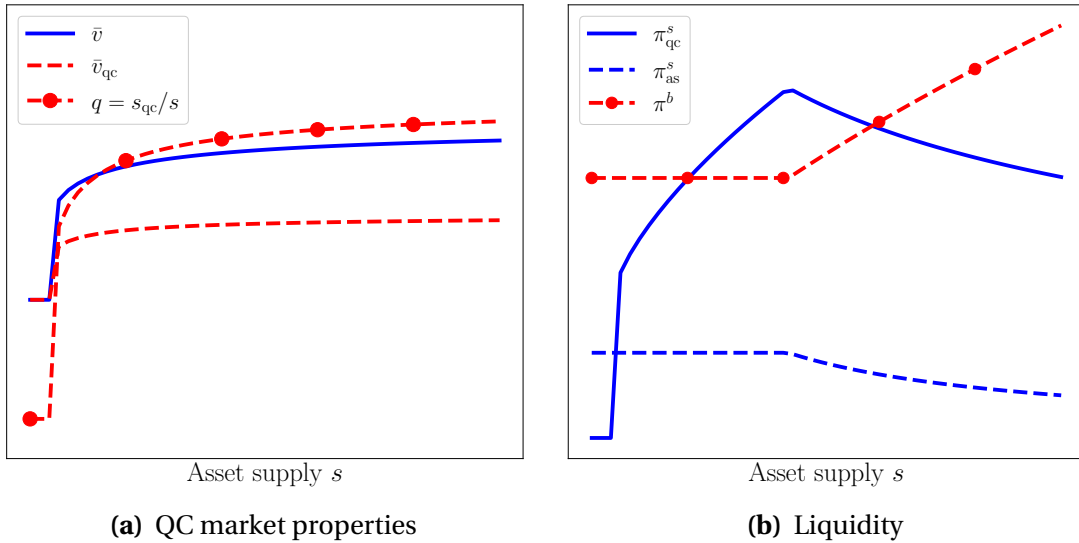 v̄
v̄_qc
q = s_qc/s
Asset supply s
(a) QC market properties
π^s_qc
π^s_as
π^b
Asset supply s
(b) Liquidity